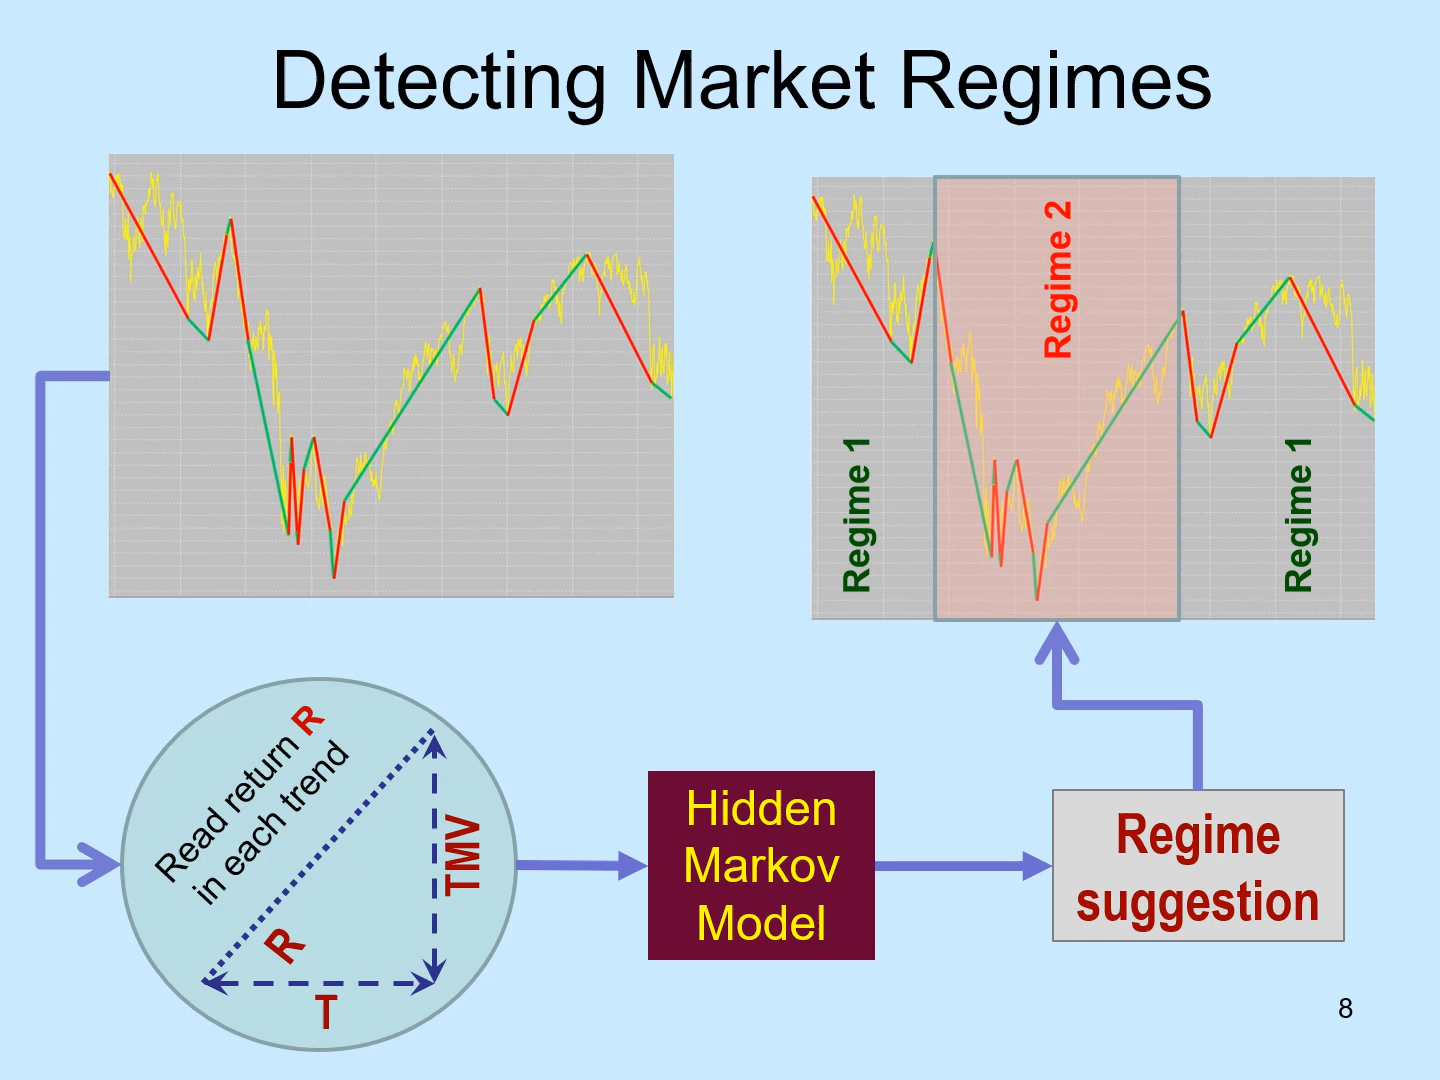 Detecting Market Regimes
Regime 1
Regime 2
Regime 1
Read return R
in each trend
R
T
TMV
Hidden
Markov
Model
Regime
suggestion
8